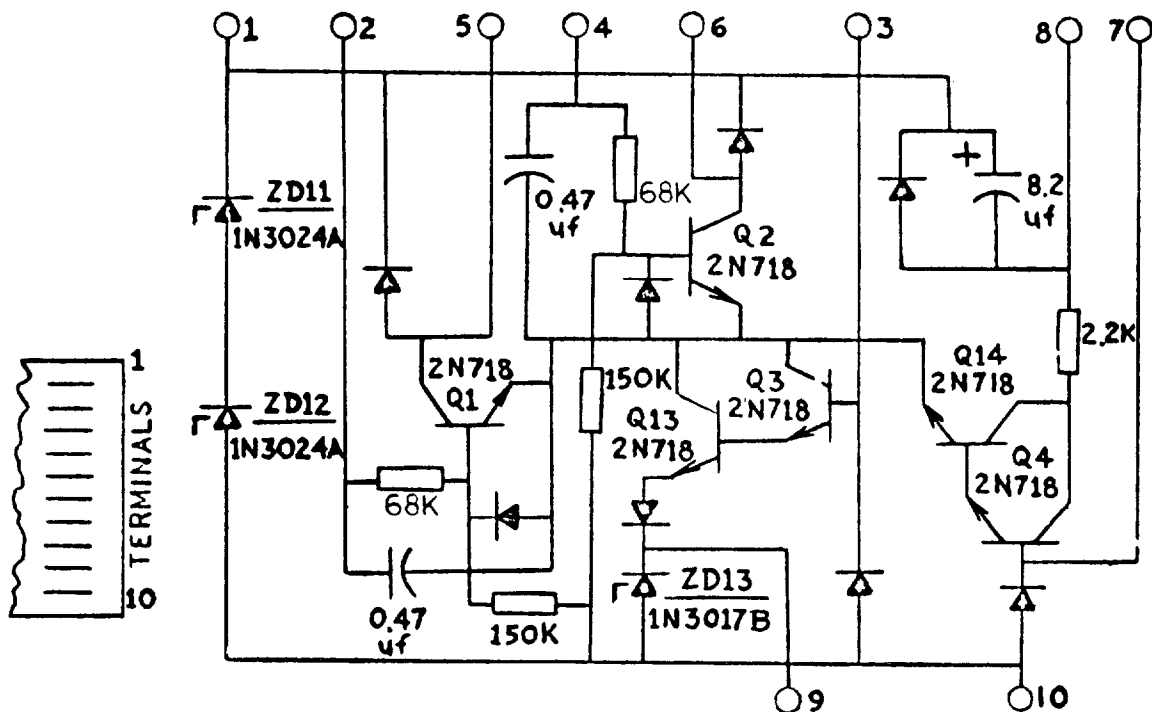 1
2
5
4
6
3
8
7
ZD11
1N3024A
0.47
uf
68K
Q2
2N718
+
8.2
uf
2.2K
ZD12
1N3024A
2N718
Q1
150K
Q3
2N718
Q13
2N718
Q14
2N718
Q4
2N718
68K
0.47
uf
150K
ZD13
1N3017B
9
10
1
TERMINALS
10